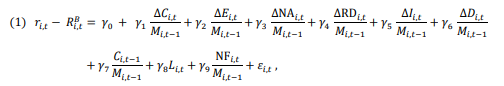 (1) r_{i,t} − R^B_{i,t} = γ_0 + γ_1 ΔC_{i,t}/M_{i,t−1} + γ_2 ΔE_{i,t}/M_{i,t−1} + γ_3 ΔNA_{i,t}/M_{i,t−1} + γ_4 ΔRD_{i,t}/M_{i,t−1} + γ_5 ΔI_{i,t}/M_{i,t−1} + γ_6 ΔD_{i,t}/M_{i,t−1}
+ γ_7 C_{i,t−1}/M_{i,t−1} + γ_8 L_{i,t} + γ_9 NF_{i,t}/M_{i,t−1} + ε_{i,t} ,